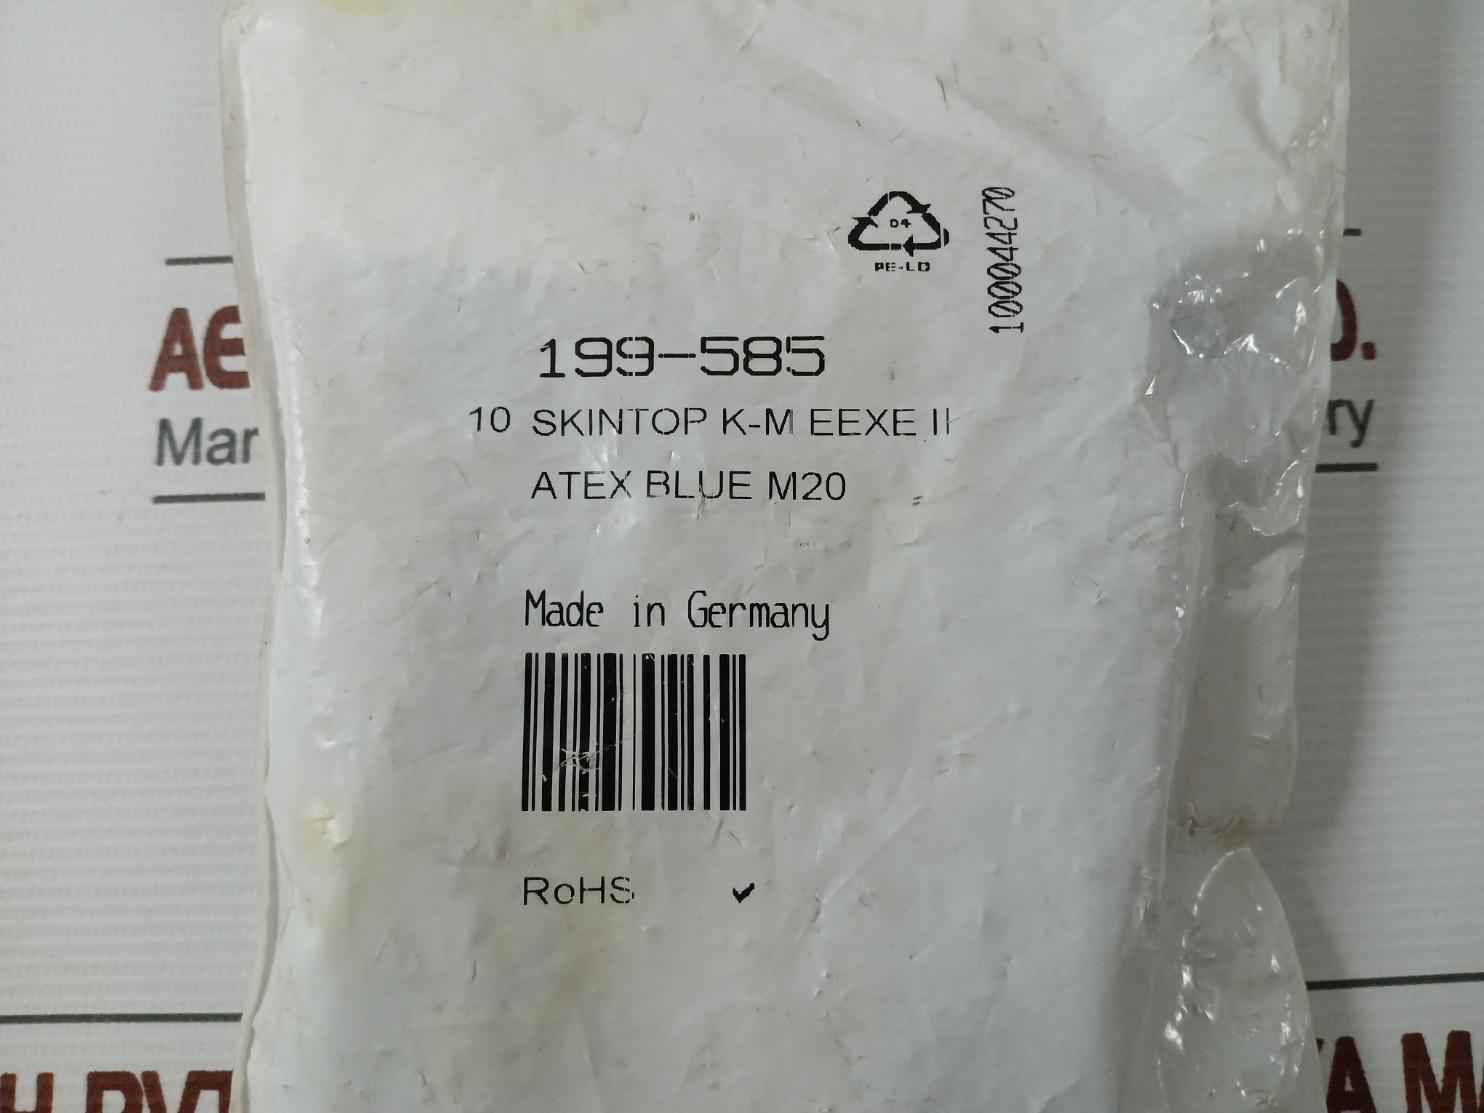 04
PE-LD
100044270
199-585
10 SKINTOP K-M EEXE II
ATEX BLUE M20
Made in Germany
RoHS ✓